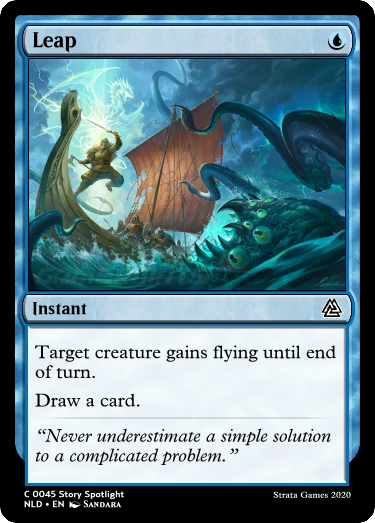 Leap
Instant
Target creature gains flying until end
of turn.
Draw a card.
“Never underestimate a simple solution
to a complicated problem.”
C 0045 Story Spotlight
NLD • EN SANDARA
Strata Games 2020